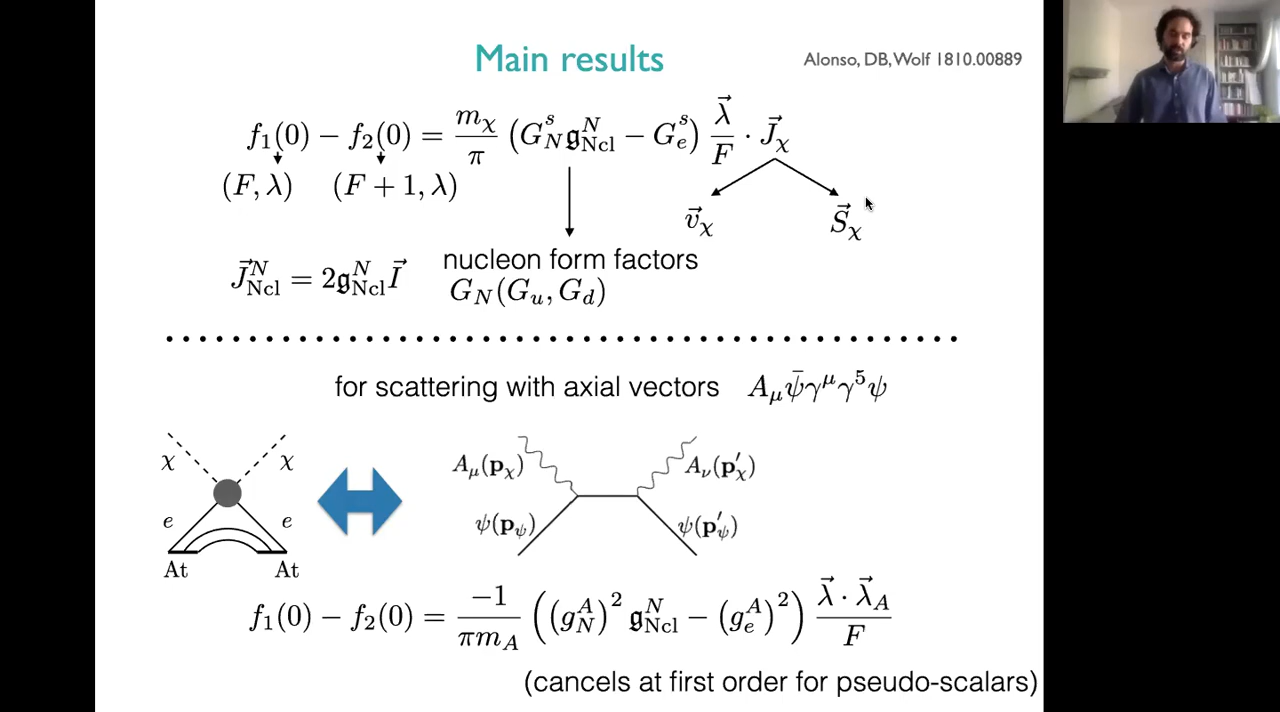 Main results
Alonso, DB, Wolf 1810.00889
f₁(0) − f₂(0) = m_χ/π (G_N^s 𝔤_Ncl^N − G_e^s) λ⃗/F · J⃗_χ
(F, λ) (F + 1, λ)
v⃗_χ S⃗_χ
J⃗_Ncl^N = 2𝔤_Ncl^N I⃗
nucleon form factors
G_N(G_u, G_d)
for scattering with axial vectors A_μ ψ̄γ^μγ^5ψ
χ χ
e e
At At
A_μ(p_χ) A_ν(p′_χ)
ψ(p_ψ) ψ(p′_ψ)
f₁(0) − f₂(0) = −1/πm_A ((g_N^A)^2 𝔤_Ncl^N − (g_e^A)^2) λ⃗ · λ⃗_A/F
(cancels at first order for pseudo-scalars)